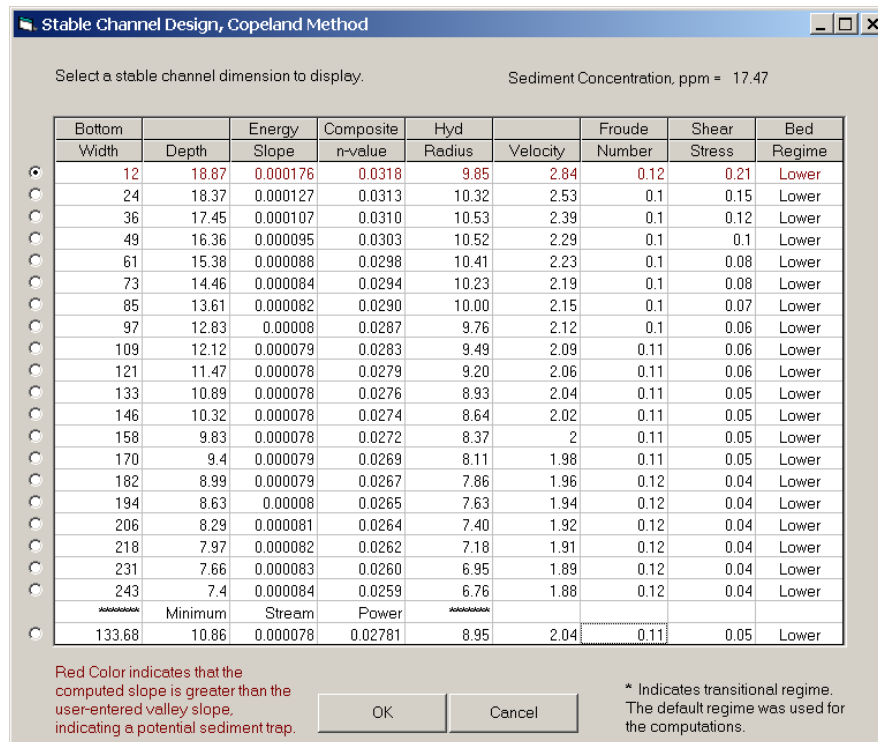 Stable Channel Design, Copeland Method
Select a stable channel dimension to display. Sediment Concentration, ppm = 17.47
Bottom Energy Composite Hyd Froude Shear Bed
Width Depth Slope n-value Radius Velocity Number Stress Regime
12 18.87 0.000176 0.0318 9.85 2.84 0.12 0.21 Lower
24 18.37 0.000127 0.0313 10.32 2.53 0.1 0.15 Lower
36 17.45 0.000107 0.0310 10.53 2.39 0.1 0.12 Lower
49 16.36 0.000095 0.0303 10.52 2.29 0.1 0.1 Lower
61 15.38 0.000088 0.0298 10.41 2.23 0.1 0.08 Lower
73 14.46 0.000084 0.0294 10.23 2.19 0.1 0.08 Lower
85 13.61 0.000082 0.0290 10.00 2.15 0.1 0.07 Lower
97 12.83 0.00008 0.0287 9.76 2.12 0.1 0.06 Lower
109 12.12 0.000079 0.0283 9.49 2.09 0.11 0.06 Lower
121 11.47 0.000078 0.0279 9.20 2.06 0.11 0.06 Lower
133 10.89 0.000078 0.0276 8.93 2.04 0.11 0.05 Lower
146 10.32 0.000078 0.0274 8.64 2.02 0.11 0.05 Lower
158 9.83 0.000078 0.0272 8.37 2 0.11 0.05 Lower
170 9.4 0.000079 0.0269 8.11 1.98 0.11 0.05 Lower
182 8.99 0.000079 0.0267 7.86 1.96 0.12 0.04 Lower
194 8.63 0.00008 0.0265 7.63 1.94 0.12 0.04 Lower
206 8.29 0.000081 0.0264 7.40 1.92 0.12 0.04 Lower
218 7.97 0.000082 0.0262 7.18 1.91 0.12 0.04 Lower
231 7.66 0.000083 0.0260 6.95 1.89 0.12 0.04 Lower
243 7.4 0.000084 0.0259 6.76 1.88 0.12 0.04 Lower
******** Minimum Stream Power ********
133.68 10.86 0.000078 0.02781 8.95 2.04 0.11 0.05 Lower
Red Color indicates that the
computed slope is greater than the
user-entered valley slope,
indicating a potential sediment trap.
OK Cancel
* Indicates transitional regime.
The default regime was used for
the computations.